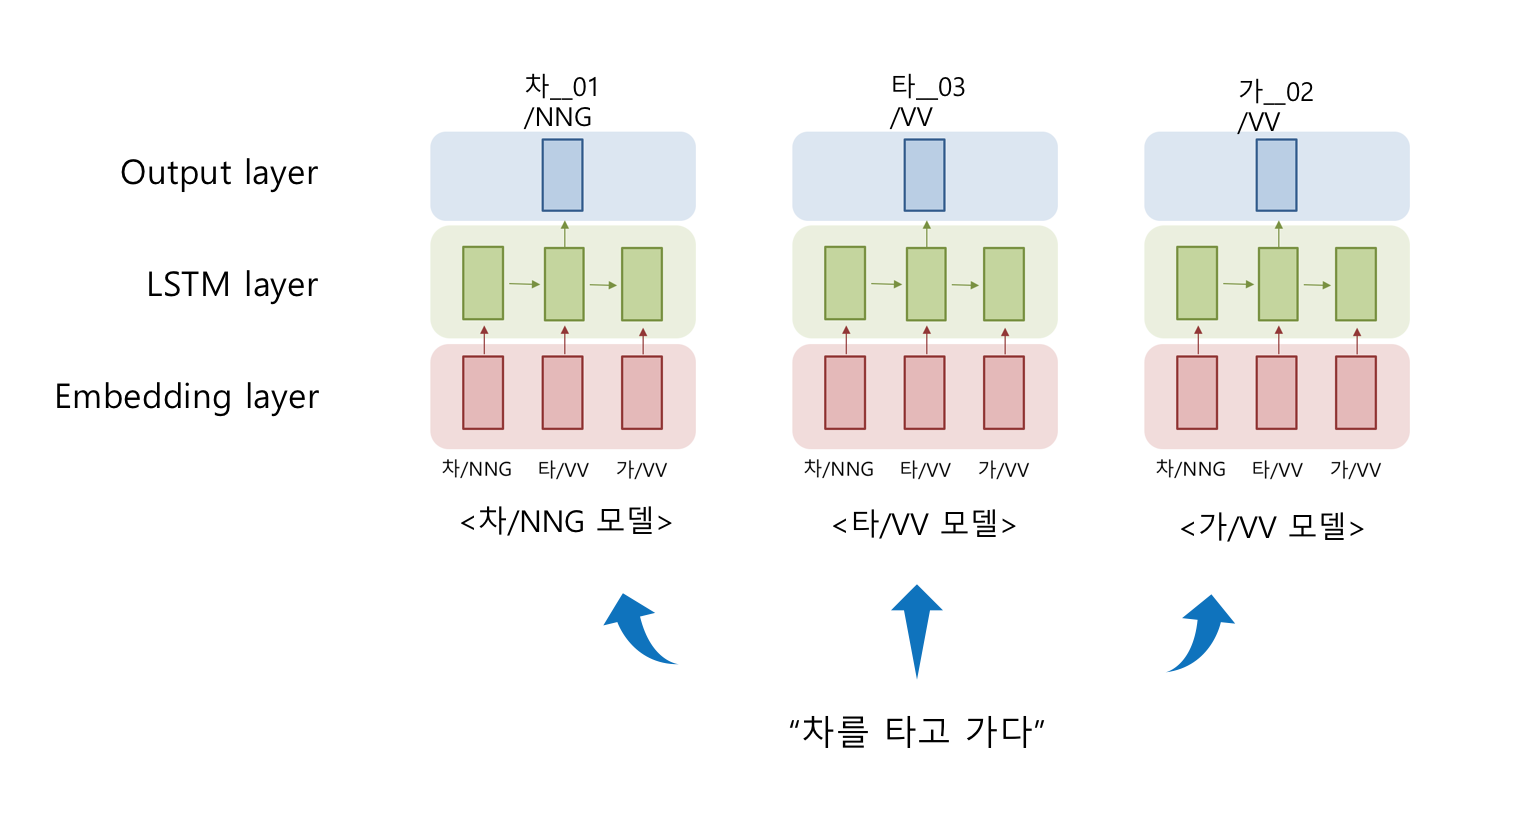 차__01
/NNG
타__03
/VV
가__02
/VV
Output layer
LSTM layer
Embedding layer
차/NNG 타/VV 가/VV
차/NNG 타/VV 가/VV
차/NNG 타/VV 가/VV
<차/NNG 모델>
<타/VV 모델>
<가/VV 모델>
“차를 타고 가다”